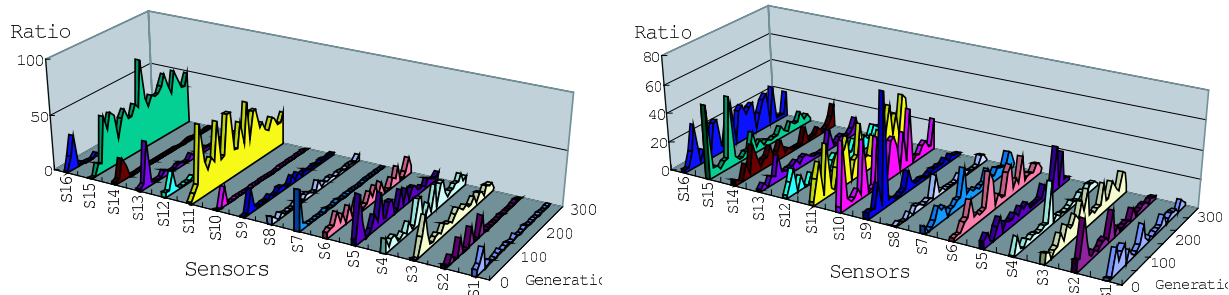 Ratio
100
50
0
S16
S15
S14
S13
S12
S11
S10
S9
S8
S7
S6
S5
S4
S3
S2
S1
0
100
200
300
Sensors
Generatio
Ratio
80
60
40
20
0
S16
S15
S14
S13
S12
S11
S10
S9
S8
S7
S6
S5
S4
S3
S2
S1
0
100
200
300
Sensors
Generatio